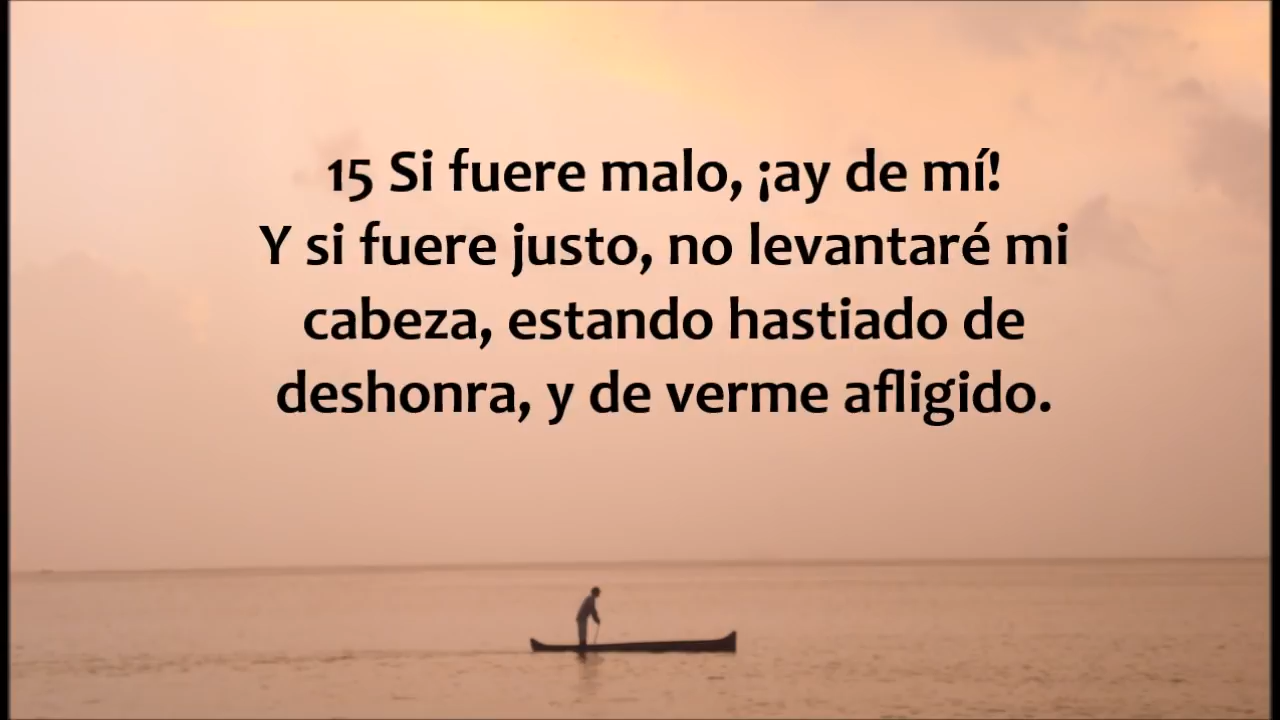 15 Si fuere malo, ¡ay de mí!
Y si fuere justo, no levantaré mi
cabeza, estando hastiado de
deshonra, y de verme afligido.